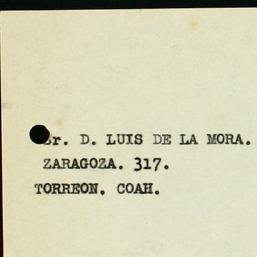 Sr. D. LUIS DE LA MORA.
ZARAGOZA. 317.
TORREON. COAH.